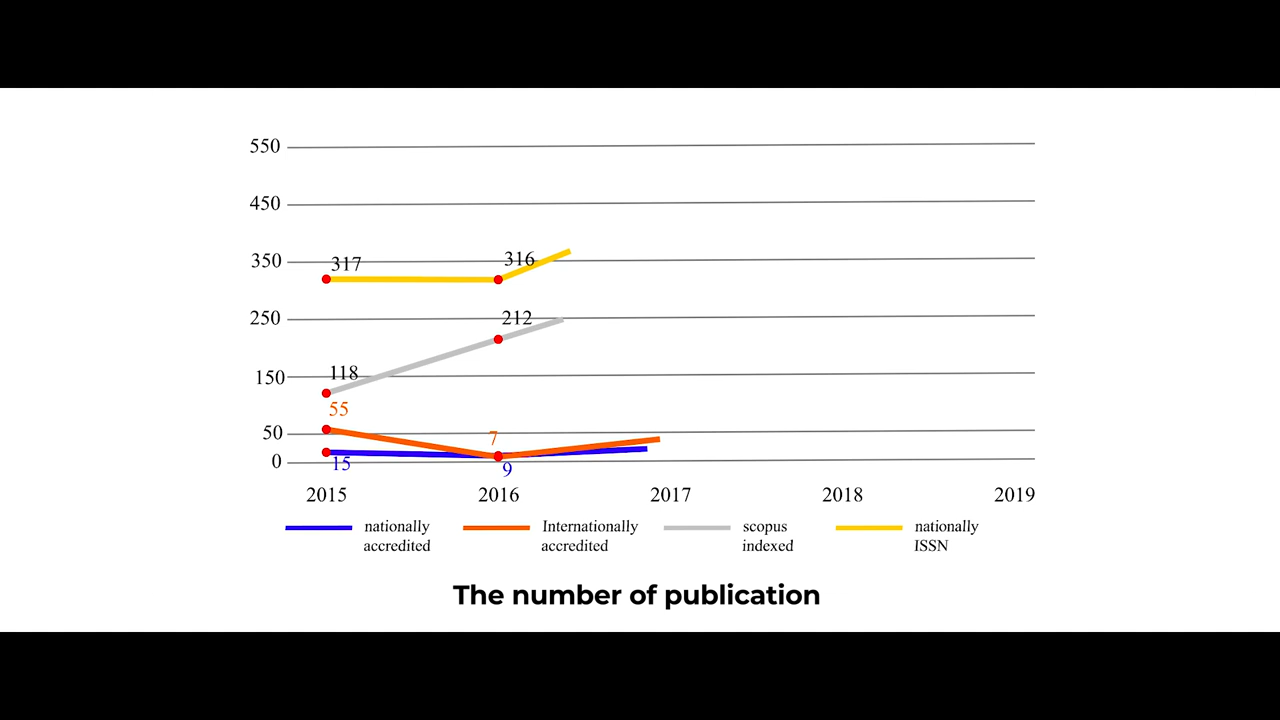 550
450
350
317
316
250
212
150
118
55
50
7
0
15
9
2015 2016 2017 2018 2019
nationally accredited
Internationally accredited
scopus indexed
nationally ISSN
The number of publication